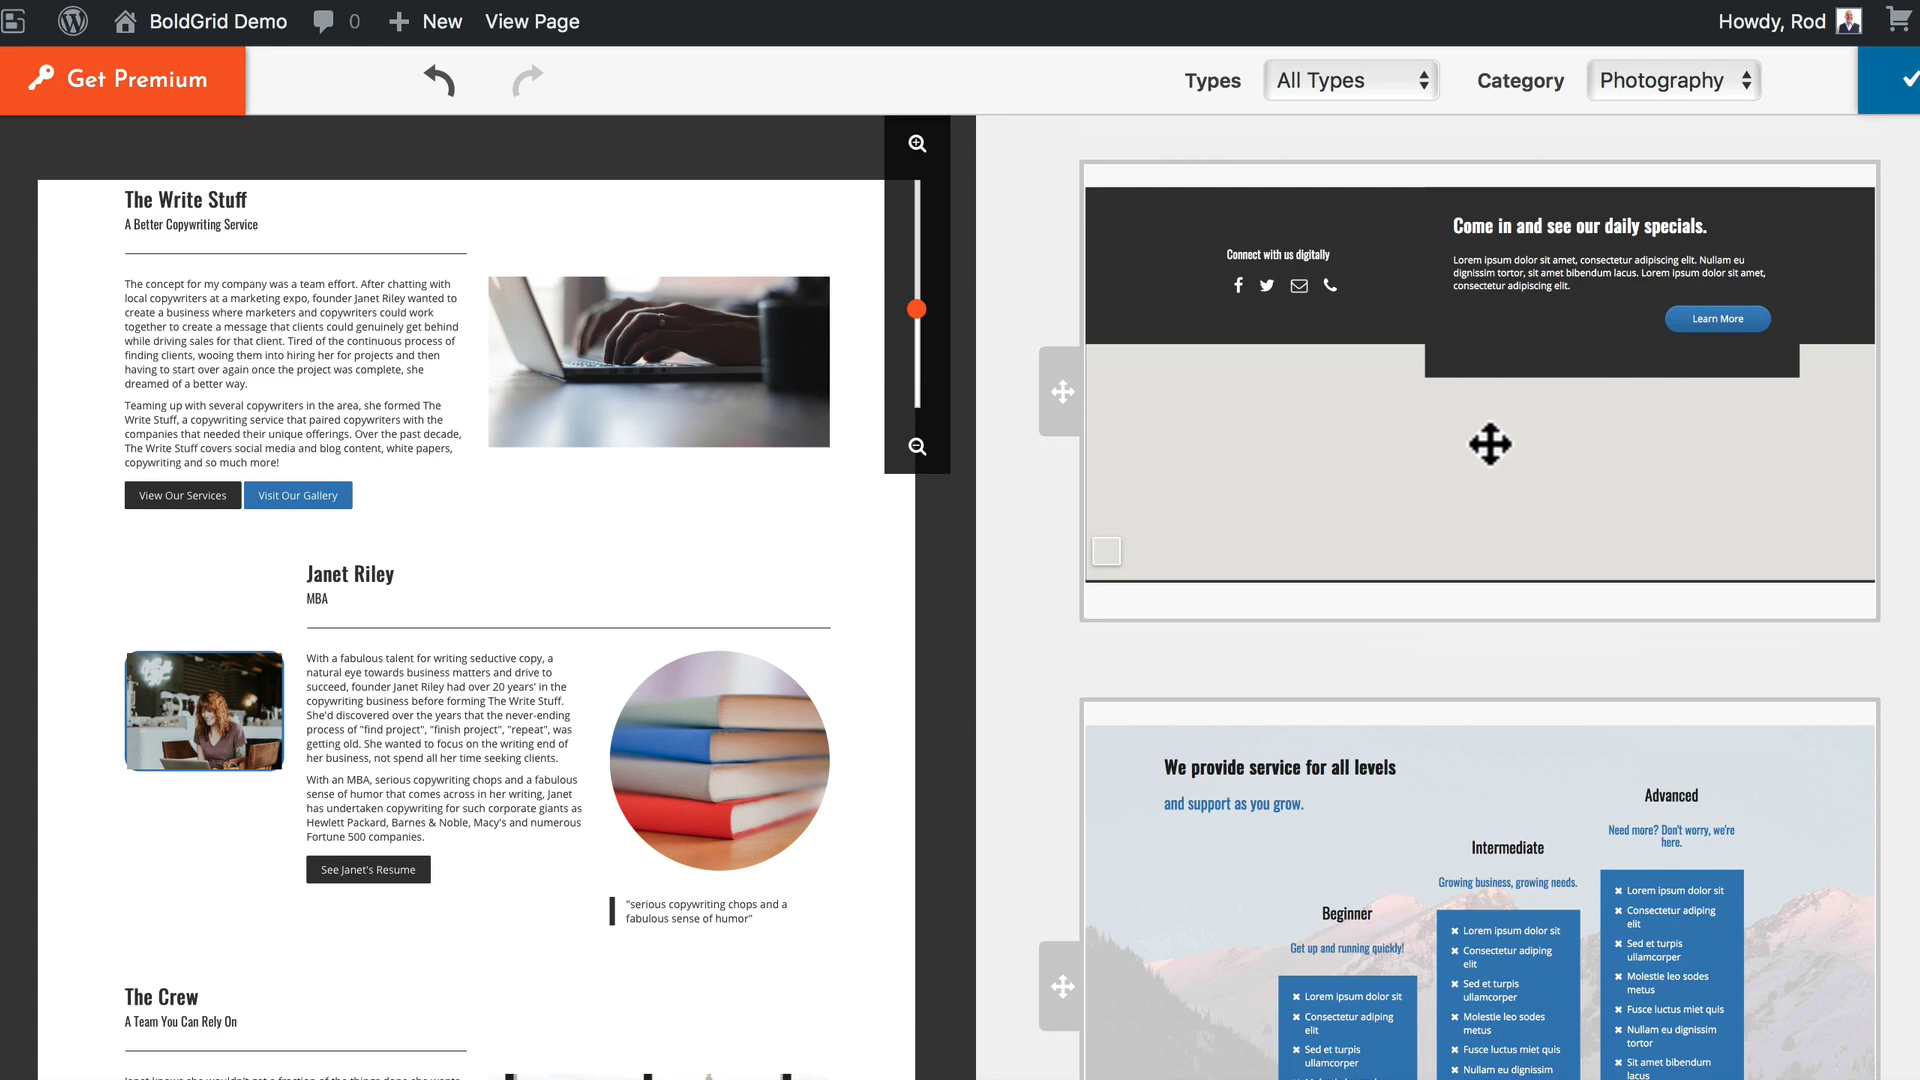 BoldGrid Demo
0
New
View Page
Howdy, Rod
Get Premium
Types
All Types
Category
Photography
The Write Stuff
A Better Copywriting Service
The concept for my company was a team effort. After chatting with
local copywriters at a marketing expo, founder Janet Riley wanted to
create a business where marketers and copywriters could work
together to create a message that clients could genuinely get behind
while driving sales for that client. Tired of the continuous process of
finding clients, wooing them into hiring her for projects and then
having to start over again once the project was complete, she
dreamed of a better way.
Teaming up with several copywriters in the area, she formed The
Write Stuff, a copywriting service that paired copywriters with the
companies that needed their unique offerings. Over the past decade,
The Write Stuff covers social media and blog content, white papers,
copywriting and so much more!
View Our Services
Visit Our Gallery
Janet Riley
MBA
With a fabulous talent for writing seductive copy, a
natural eye towards business matters and drive to
succeed, founder Janet Riley had over 20 years' in the
copywriting business before forming The Write Stuff.
She'd discovered over the years that the never-ending
process of "find project", "finish project", "repeat", was
getting old. She wanted to focus on the writing end of
her business, not spend all her time seeking clients.
With an MBA, serious copywriting chops and a fabulous
sense of humor that comes across in her writing, Janet
has undertaken copywriting for such corporate giants as
Hewlett Packard, Barnes & Noble, Macy's and numerous
Fortune 500 companies.
See Janet's Resume
"serious copywriting chops and a
fabulous sense of humor"
The Crew
A Team You Can Rely On
Connect with us digitally
Come in and see our daily specials.
Lorem ipsum dolor sit amet, consectetur adipiscing elit. Nullam eu
dignissim tortor, sit amet bibendum lacus. Lorem ipsum dolor sit amet,
consectetur adipiscing elit.
Learn More
We provide service for all levels
and support as you grow.
Beginner
Get up and running quickly!
Lorem ipsum dolor sit
Consectetur adiping
elit
Sed et turpis
ullamcorper
Intermediate
Growing business, growing needs.
Lorem ipsum dolor sit
Consectetur adiping
elit
Sed et turpis
ullamcorper
Molestie leo sodes
metus
Fusce luctus miet quis
Nullam eu dignissim
Advanced
Need more? Don't worry, we're
here.
Lorem ipsum dolor sit
Consectetur adiping
elit
Sed et turpis
ullamcorper
Molestie leo sodes
metus
Fusce luctus miet quis
Nullam eu dignissim
tortor
Sit amet bibendum
lacus